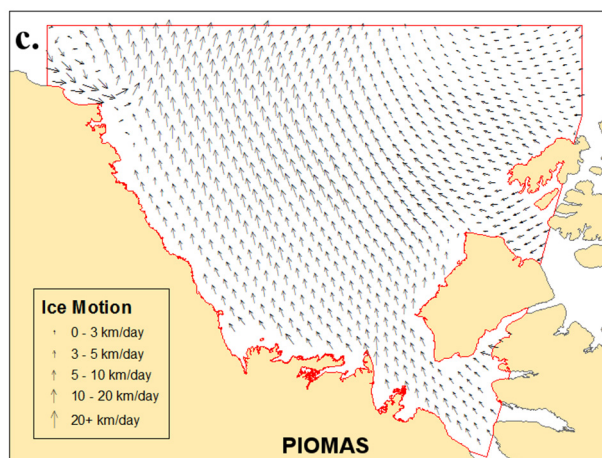 c.
Ice Motion
0 - 3 km/day
3 - 5 km/day
5 - 10 km/day
10 - 20 km/day
20+ km/day
PIOMAS